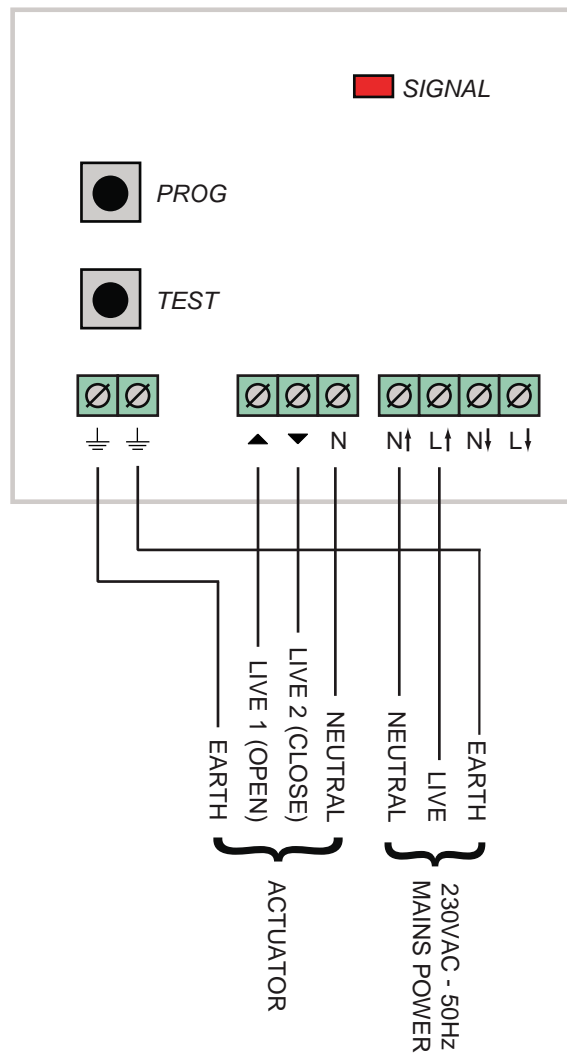 SIGNAL
PROG
TEST
▲ ▼ N N↑ L↑ N↓ L↓
EARTH
LIVE 1 (OPEN)
LIVE 2 (CLOSE)
NEUTRAL
NEUTRAL
LIVE
EARTH
ACTUATOR
230VAC - 50Hz
MAINS POWER